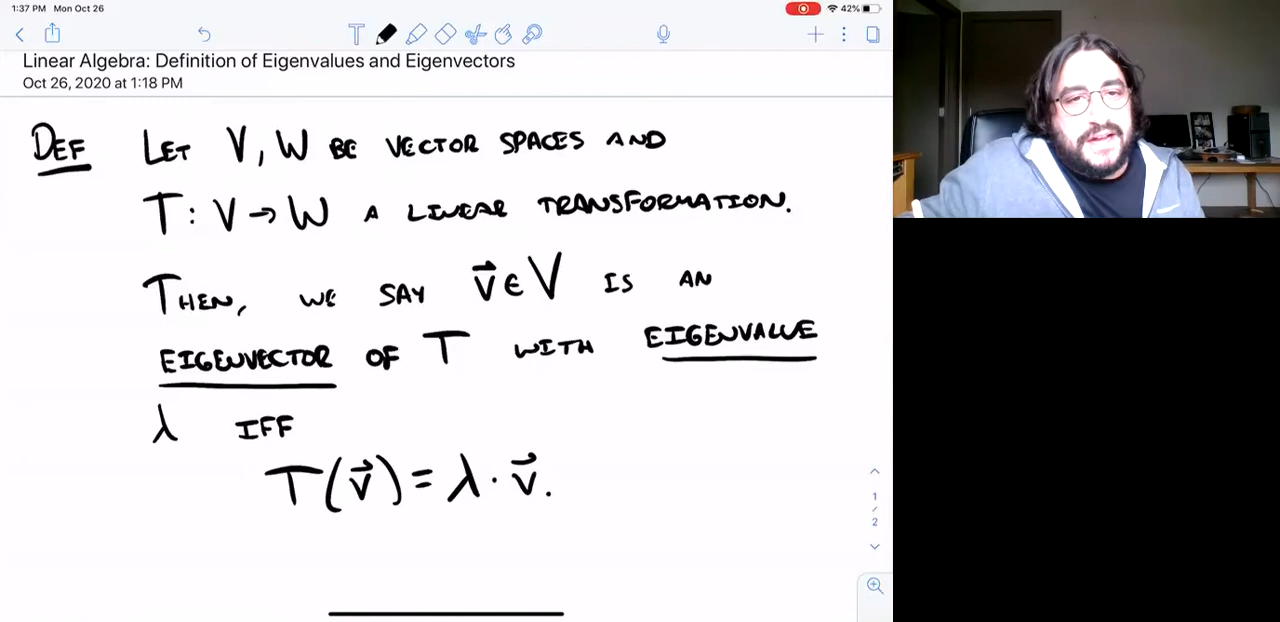 1:37 PM Mon Oct 26
42%
Linear Algebra: Definition of Eigenvalues and Eigenvectors
Oct 26, 2020 at 1:18 PM
DEF LET V, W BE VECTOR SPACES AND
T : V → W A LINEAR TRANSFORMATION.
THEN, WE SAY v⃗ ∈ V IS AN
EIGENVECTOR OF T WITH EIGENVALUE
λ IFF
T(v⃗) = λ · v⃗.
1
/
2